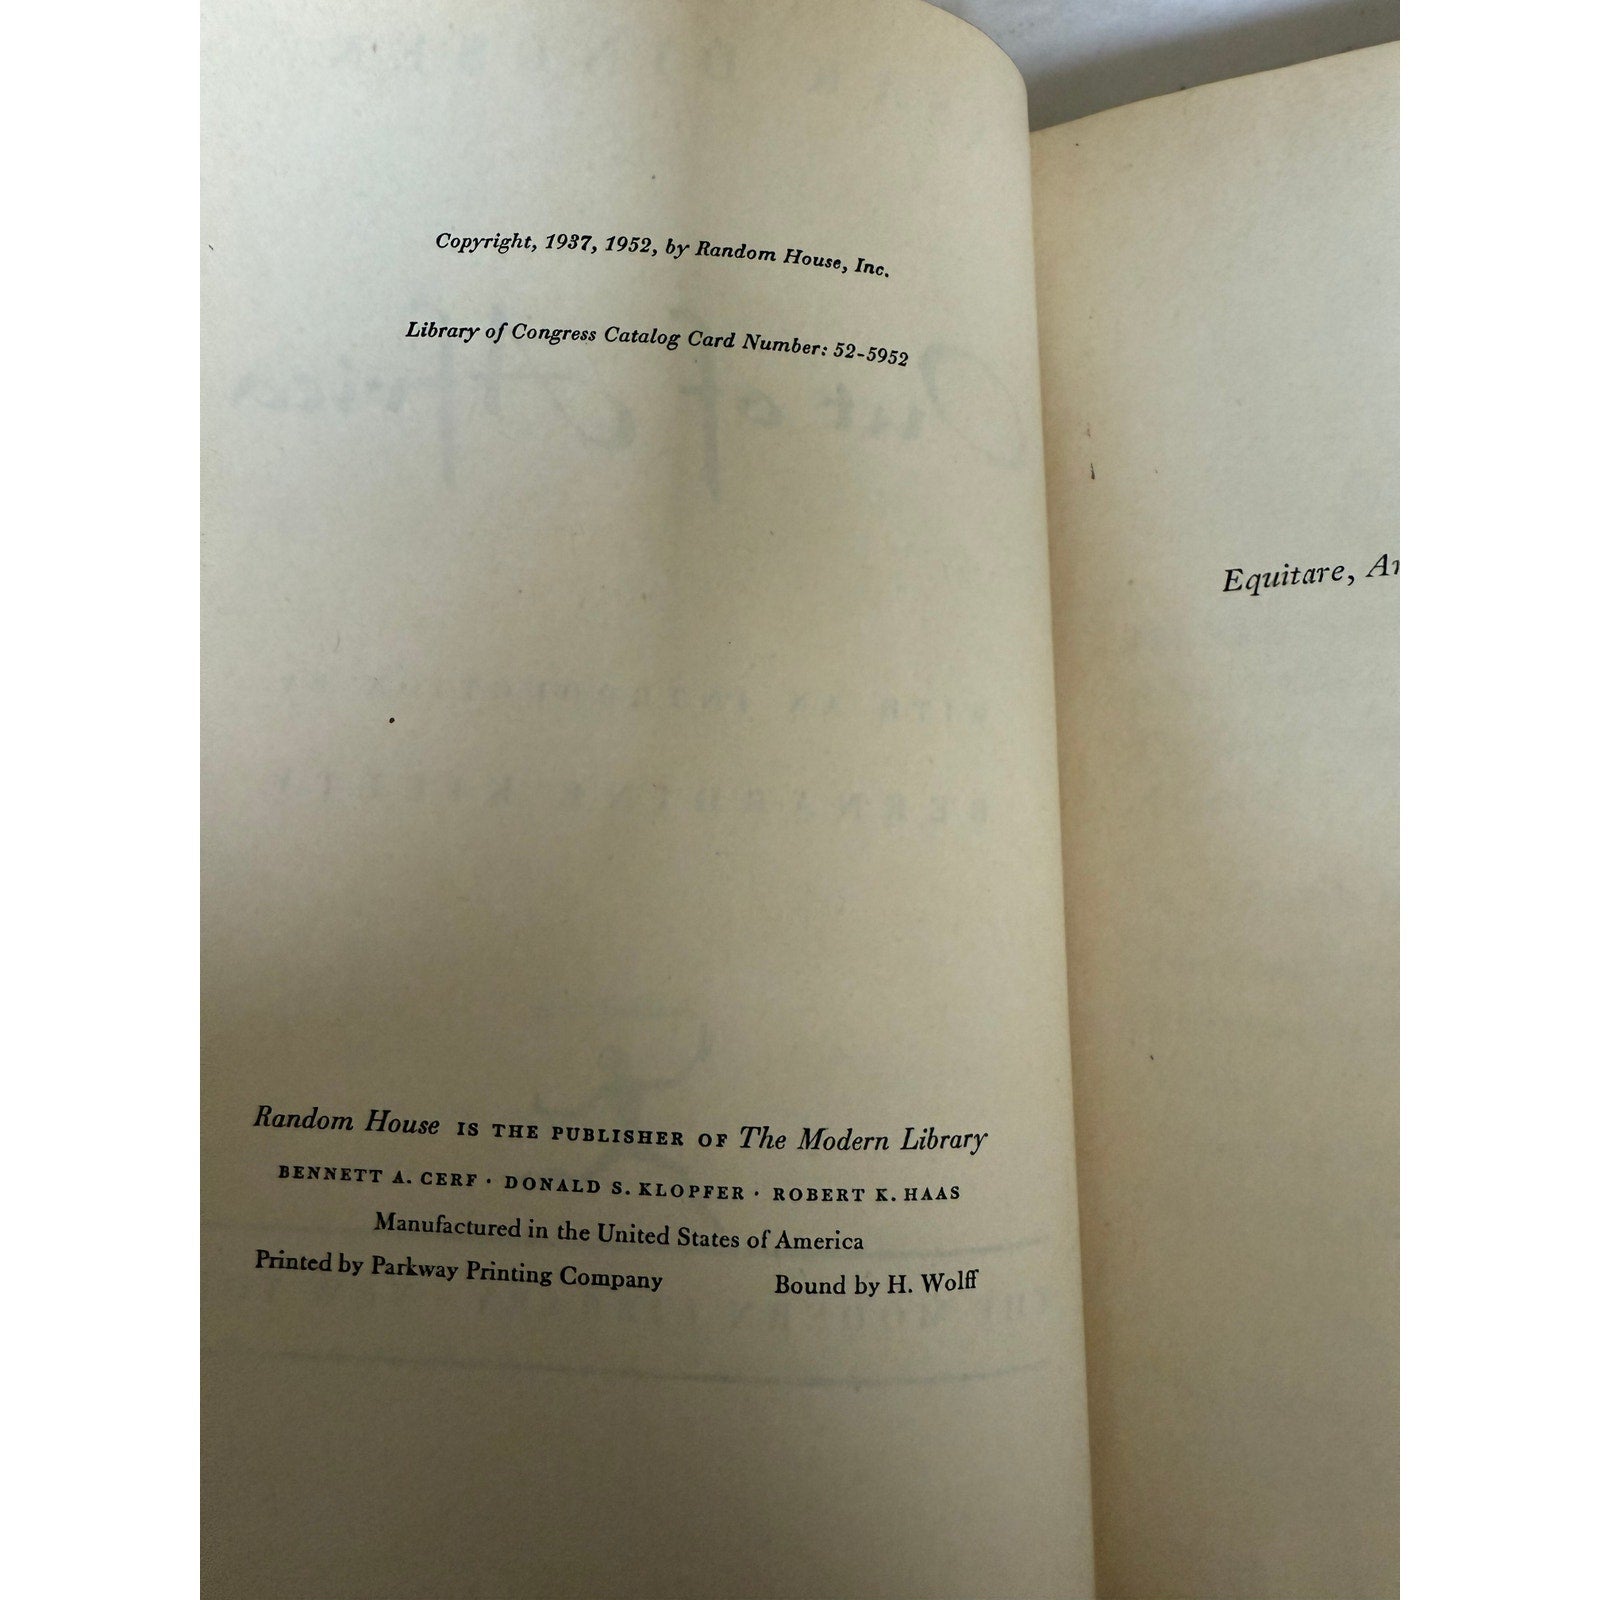 Copyright, 1937, 1952, by Random House, Inc.
Library of Congress Catalog Card Number: 52-5952
Random House IS THE PUBLISHER OF The Modern Library
BENNETT A. CERF · DONALD S. KLOPFER · ROBERT K. HAAS
Manufactured in the United States of America
Printed by Parkway Printing Company Bound by H. Wolff
Equitare,